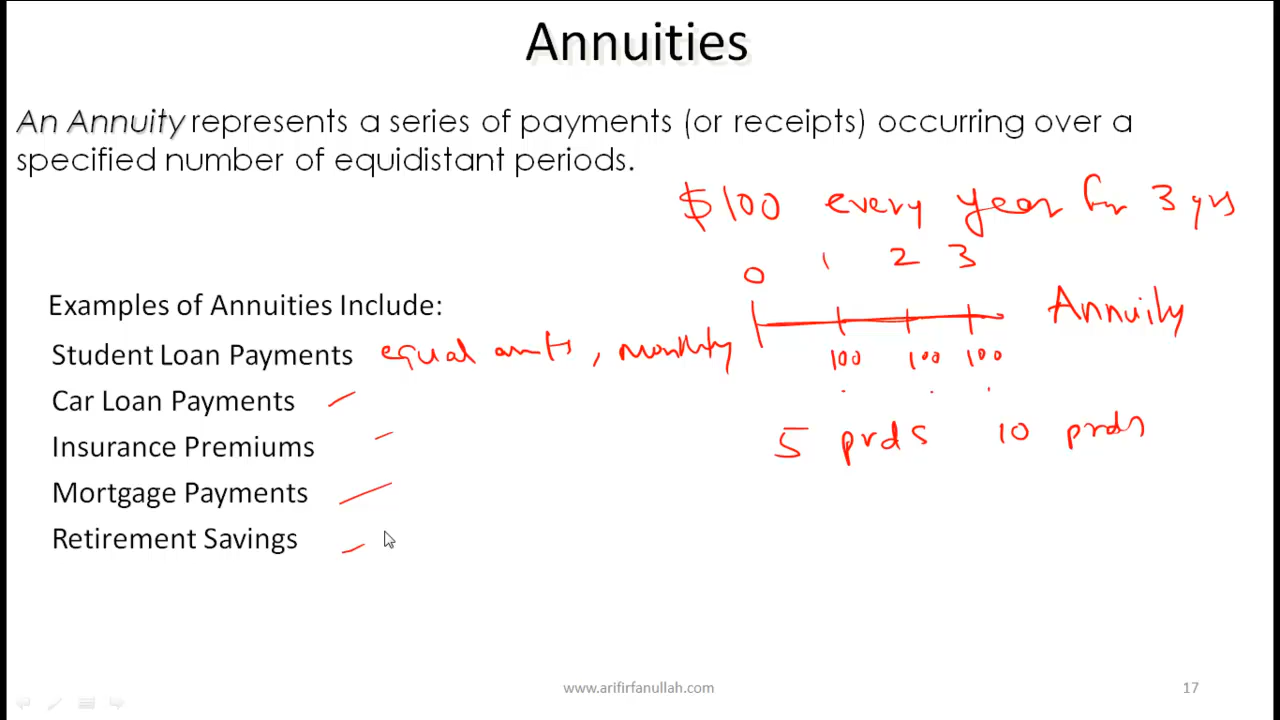 Annuities
An Annuity represents a series of payments (or receipts) occurring over a
specified number of equidistant periods.
$100 every year for 3 yrs
0 1 2 3
Examples of Annuities Include:
Annuity
Student Loan Payments equal amts, monthly
100 100 100
Car Loan Payments
5 prds 10 prds
Insurance Premiums
Mortgage Payments
Retirement Savings
www.arifirfanullah.com 17